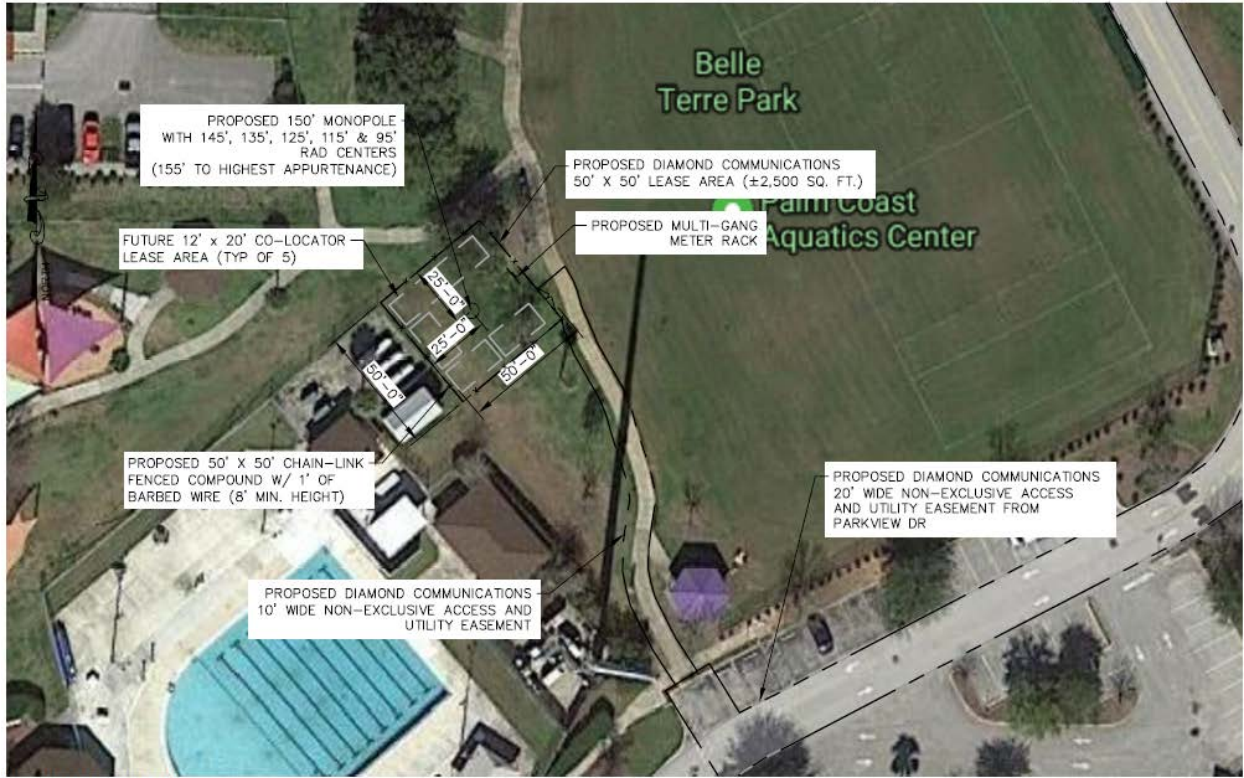 Belle
Terre Park
PROPOSED 150' MONOPOLE
WITH 145', 135', 125', 115' & 95'
RAD CENTERS
(155' TO HIGHEST APPURTENANCE)
PROPOSED DIAMOND COMMUNICATIONS
50' X 50' LEASE AREA (±2,500 SQ. FT.)
Palm Coast
Aquatics Center
PROPOSED MULTI-GANG
METER RACK
FUTURE 12' x 20' CO-LOCATOR
LEASE AREA (TYP OF 5)
25'-0"
25'-0"
50'-0"
50'-0"
PROPOSED 50' X 50' CHAIN-LINK
FENCED COMPOUND W/ 1' OF
BARBED WIRE (8' MIN. HEIGHT)
PROPOSED DIAMOND COMMUNICATIONS
20' WIDE NON-EXCLUSIVE ACCESS
AND UTILITY EASEMENT FROM
PARKVIEW DR
PROPOSED DIAMOND COMMUNICATIONS
10' WIDE NON-EXCLUSIVE ACCESS AND
UTILITY EASEMENT